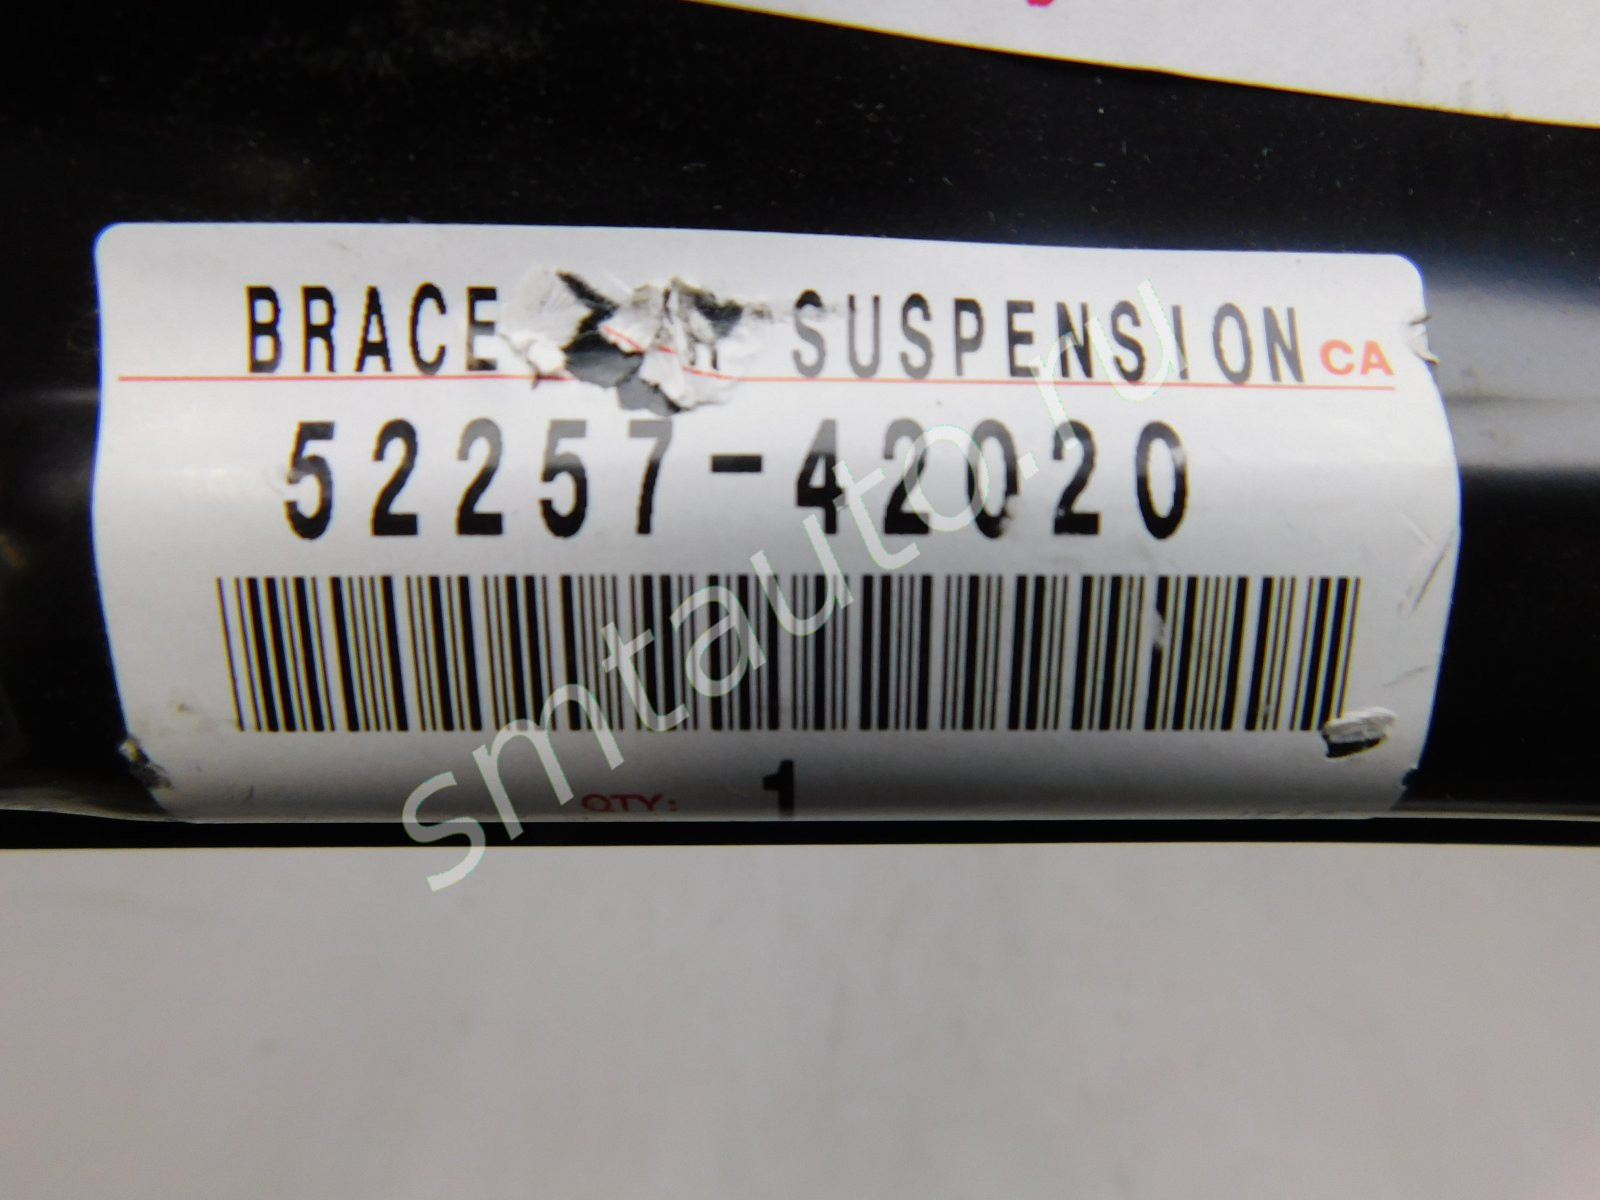 BRACE SUSPENSION CA
52257-42020
QTY: 1
smtauto.ru